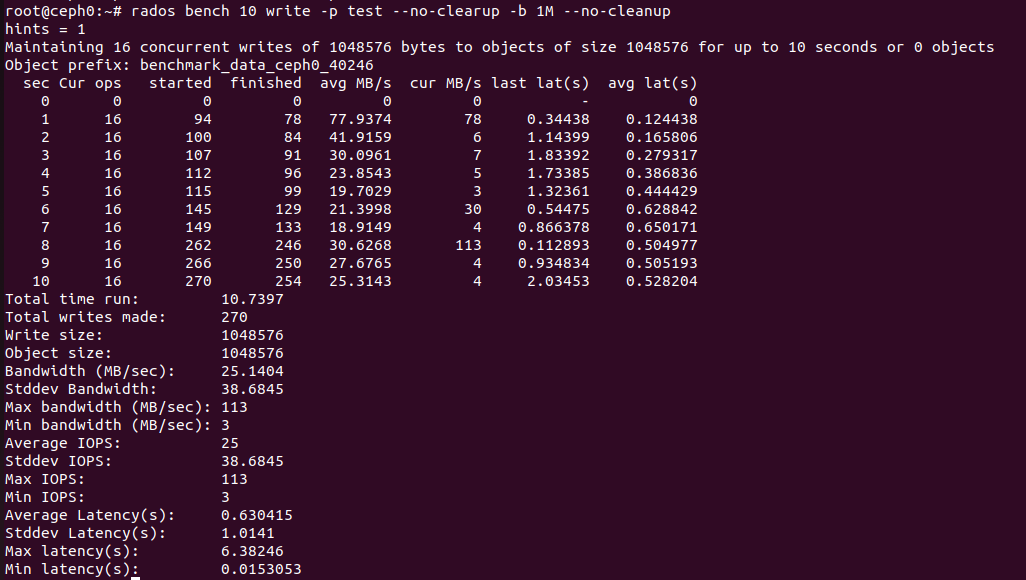 root@ceph0:~# rados bench 10 write -p test --no-clearup -b 1M --no-cleanup
hints = 1
Maintaining 16 concurrent writes of 1048576 bytes to objects of size 1048576 for up to 10 seconds or 0 objects
Object prefix: benchmark_data_ceph0_40246
  sec Cur ops   started  finished  avg MB/s  cur MB/s last lat(s)  avg lat(s)
    0       0         0         0         0         0           -           0
    1      16        94        78   77.9374        78     0.34438    0.124438
    2      16       100        84   41.9159         6     1.14399    0.165806
    3      16       107        91   30.0961         7     1.83392    0.279317
    4      16       112        96   23.8543         5     1.73385    0.386836
    5      16       115        99   19.7029         3     1.32361    0.444429
    6      16       145       129   21.3998        30     0.54475    0.628842
    7      16       149       133   18.9149         4    0.866378    0.650171
    8      16       262       246   30.6268       113    0.112893    0.504977
    9      16       266       250   27.6765         4    0.934834    0.505193
   10      16       270       254   25.3143         4     2.03453    0.528204
Total time run:         10.7397
Total writes made:      270
Write size:             1048576
Object size:            1048576
Bandwidth (MB/sec):     25.1404
Stddev Bandwidth:       38.6845
Max bandwidth (MB/sec): 113
Min bandwidth (MB/sec): 3
Average IOPS:           25
Stddev IOPS:            38.6845
Max IOPS:               113
Min IOPS:               3
Average Latency(s):     0.630415
Stddev Latency(s):      1.0141
Max latency(s):         6.38246
Min latency(s):         0.0153053